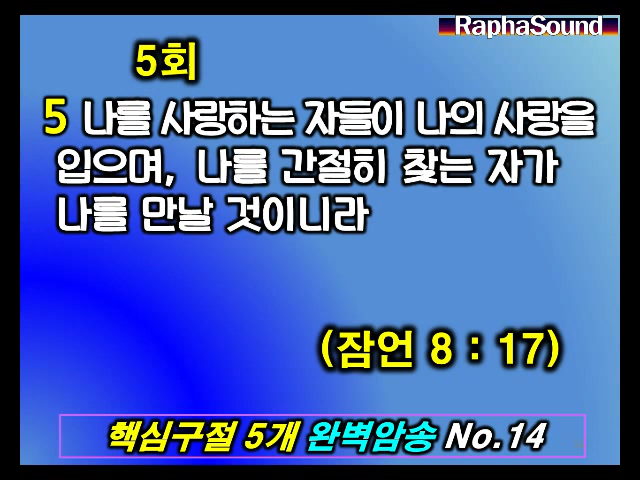 RaphaSound
5회
5 나를 사랑하는 자들이 나의 사랑을
입으며, 나를 간절히 찾는 자가
나를 만날 것이니라
(잠언 8 : 17)
핵심구절 5개 완벽암송 No.14